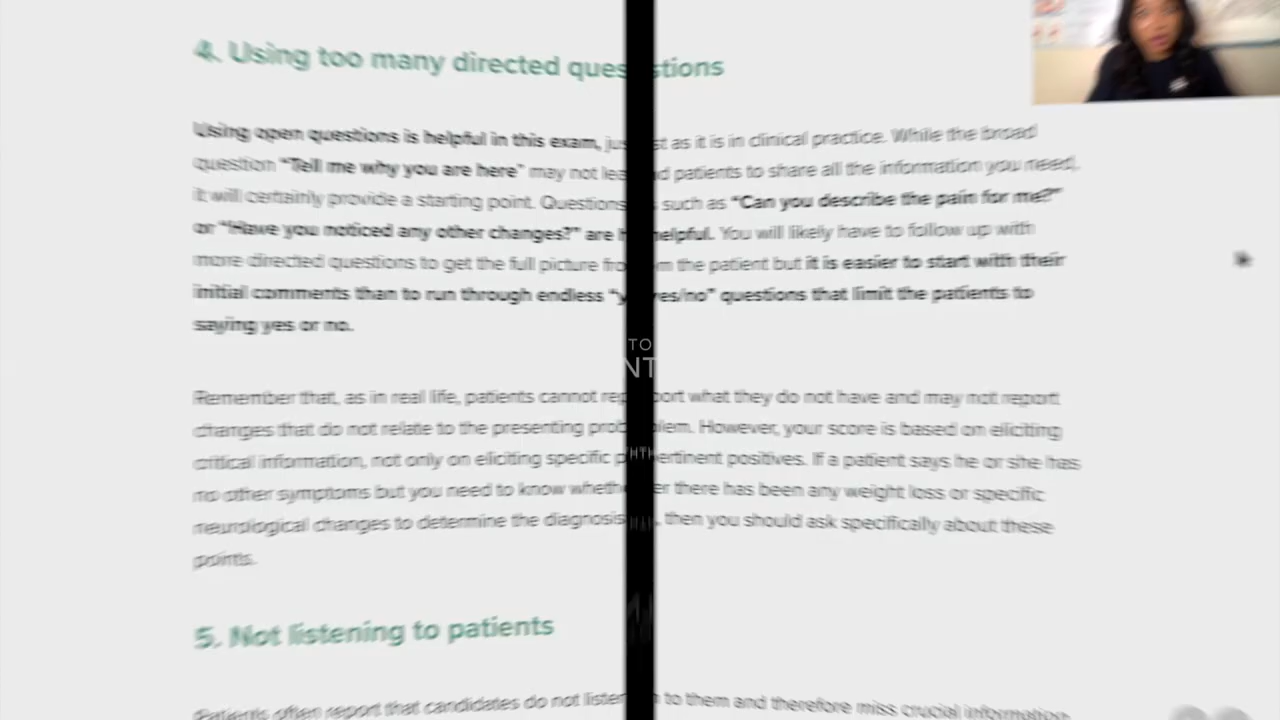 4. Using too many directed questions
Using open questions is helpful in this exam, just as it is in clinical practice. While the broad
question “Tell me why you are here” may not lead patients to share all the information you need,
it will certainly provide a starting point. Questions such as “Can you describe the pain for me?”
or “Have you noticed any other changes?” are helpful. You will likely have to follow up with
more directed questions to get the full picture from the patient but it is easier to start with their
initial comments than to run through endless “yes/no” questions that limit the patients to
saying yes or no.
TO
NT
Remember that, as in real life, patients cannot report what they do not have and may not report
changes that do not relate to the presenting problem. However, your score is based on eliciting
critical information, not only on eliciting specific pertinent positives. If a patient says he or she has
no other symptoms but you need to know whether there has been any weight loss or specific
neurological changes to determine the diagnosis, then you should ask specifically about these
points.
5. Not listening to patients
Patients often report that candidates do not listen to them and therefore miss crucial information